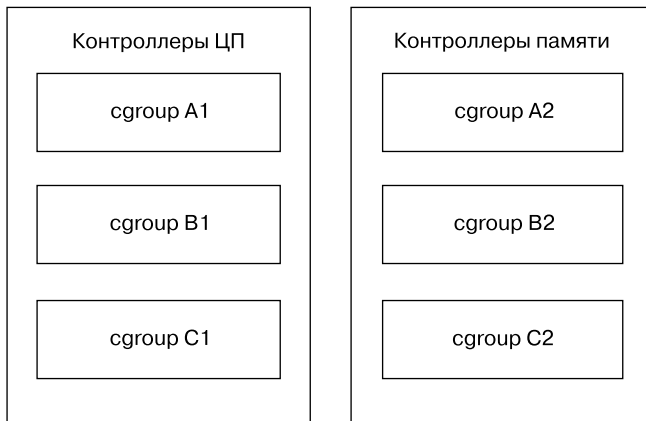 Контроллеры ЦП
cgroup A1
cgroup B1
cgroup C1
Контроллеры памяти
cgroup A2
cgroup B2
cgroup C2